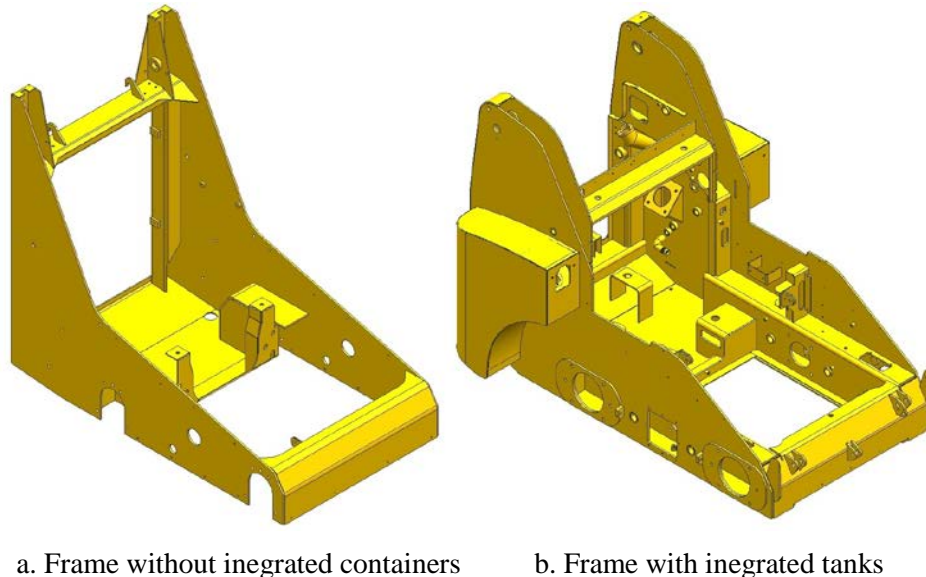 a. Frame without inegrated containers
b. Frame with inegrated tanks